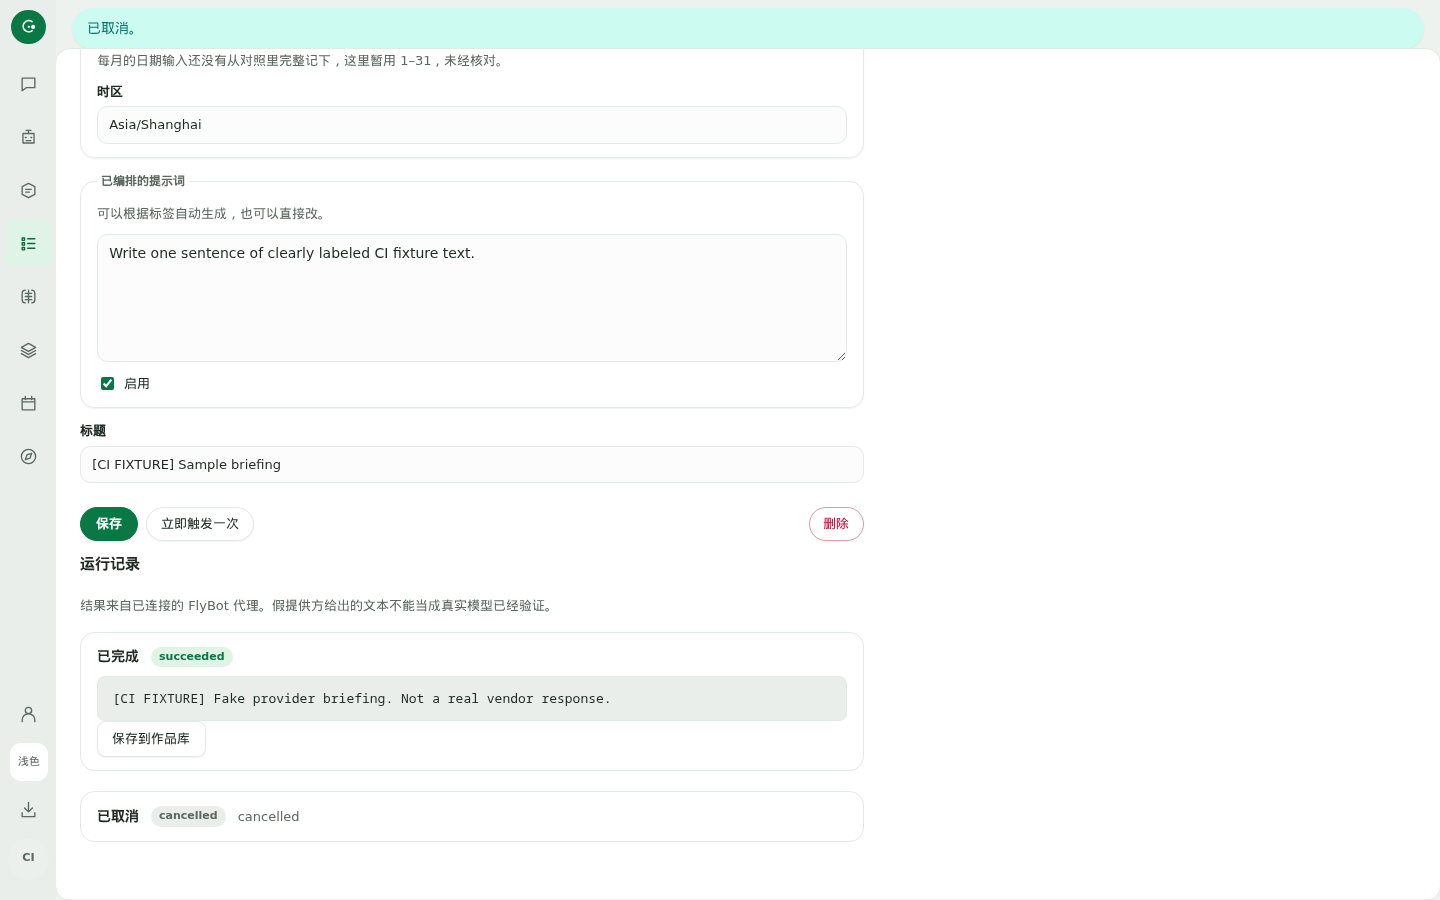 已取消。
每月的日期输入还没有从对照里完整记下，这里暂用 1–31，未经核对。
时区
Asia/Shanghai
已编排的提示词
可以根据标签自动生成，也可以直接改。
Write one sentence of clearly labeled CI fixture text.
启用
标题
[CI FIXTURE] Sample briefing
保存
立即触发一次
删除
运行记录
结果来自已连接的 FlyBot 代理。假提供方给出的文本不能当成真实模型已经验证。
已完成 succeeded
[CI FIXTURE] Fake provider briefing. Not a real vendor response.
保存到作品库
已取消 cancelled cancelled
浅色
CI